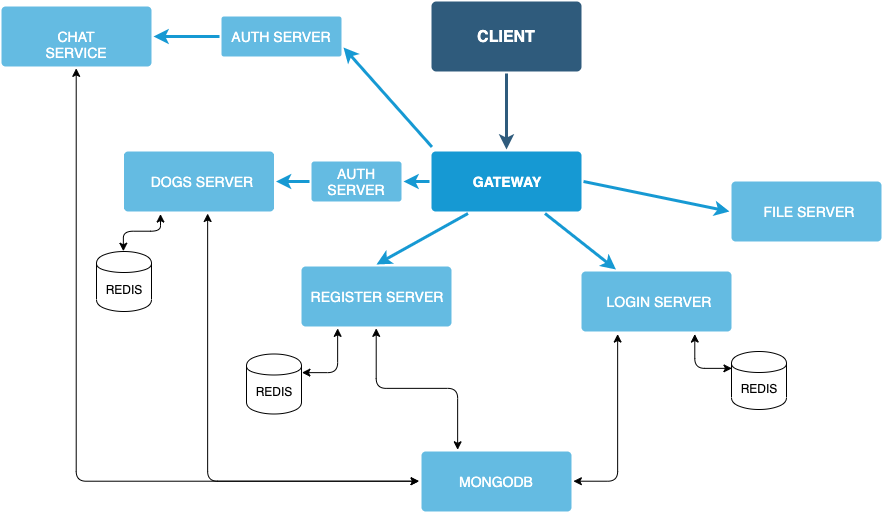 CHAT
SERVICE
AUTH SERVER
CLIENT
DOGS SERVER
AUTH
SERVER
GATEWAY
FILE SERVER
REDIS
REGISTER SERVER
LOGIN SERVER
REDIS
REDIS
MONGODB